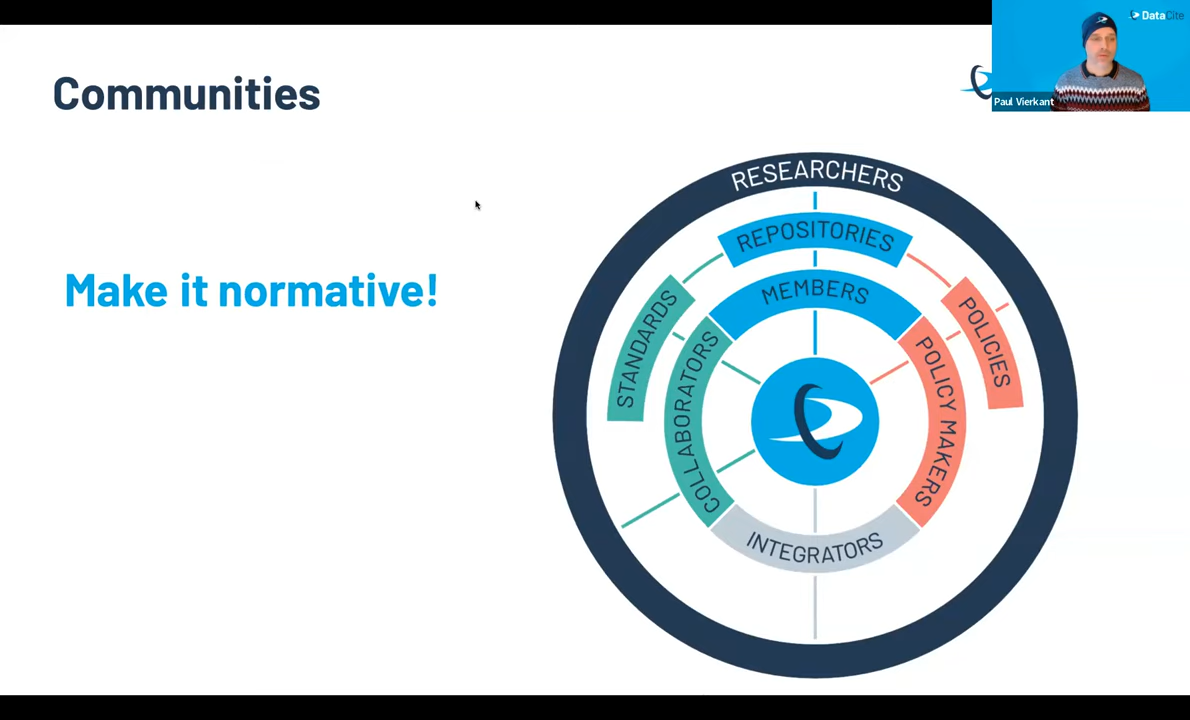 Communities
DataCite
Paul Vierkant
Make it normative!
RESEARCHERS
REPOSITORIES
MEMBERS
STANDARDS
COLLABORATORS
POLICY MAKERS
POLICIES
INTEGRATORS